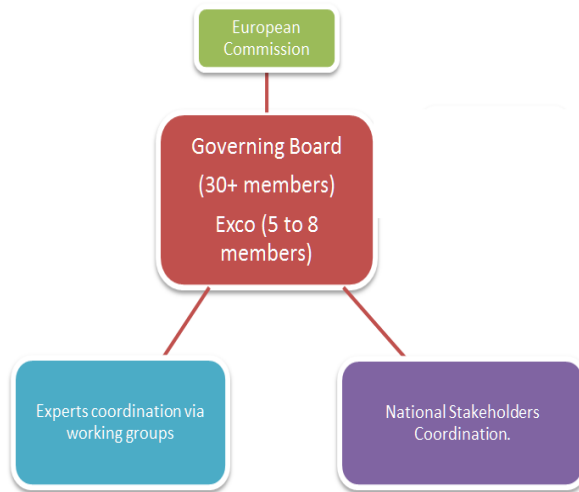 European
Commission
Governing Board
(30+ members)
Exco (5 to 8
members)
Experts coordination via
working groups
National Stakeholders
Coordination.